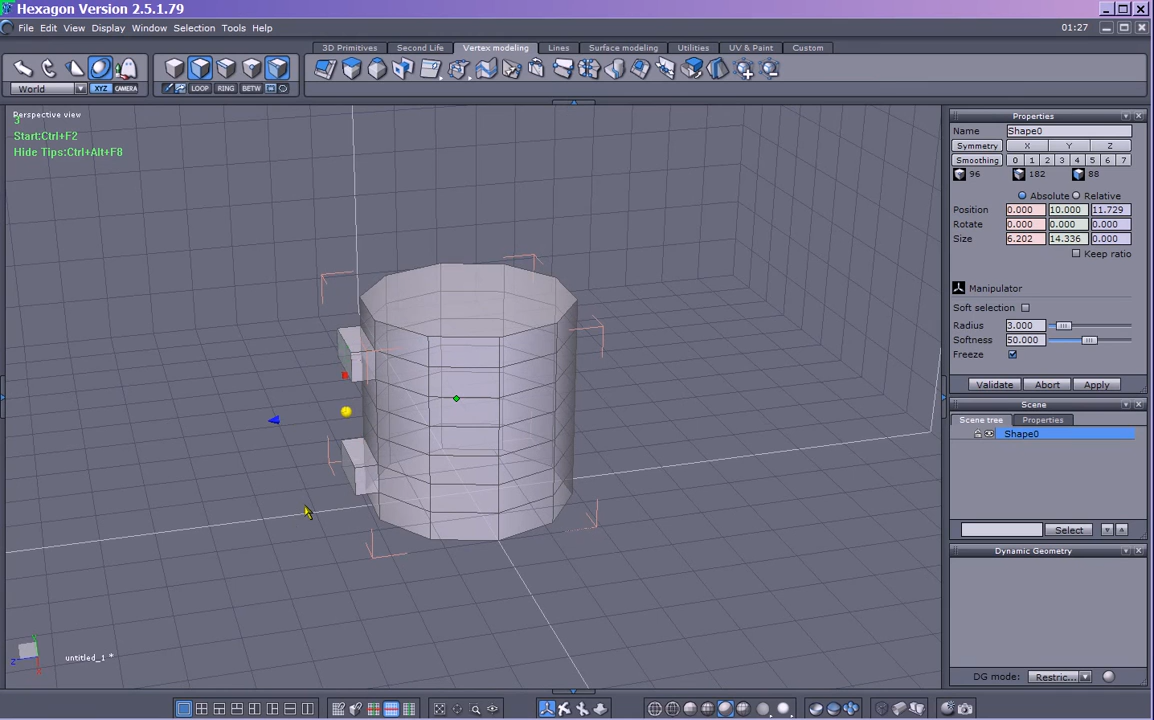 Hexagon Version 2.5.1.79
File Edit View Display Window Selection Tools Help 01:27
3D Primitives Second Life Vertex modeling Lines Surface modeling Utilities UV & Paint Custom
World XYZ CAMERA LOOP RING BETW
Perspective view
3
Start:Ctrl+F2
Hide Tips:Ctrl+Alt+F8
Properties
Name Shape0
Symmetry X Y Z
Smoothing 0 1 2 3 4 5 6 7
96 182 88
Absolute Relative
Position 0.000 10.000 11.729
Rotate 0.000 0.000 0.000
Size 6.202 14.336 0.000
Keep ratio
Manipulator
Soft selection
Radius 3.000
Softness 50.000
Freeze
Validate Abort Apply
Scene
Scene tree Properties
Shape0
Select
Dynamic Geometry
DG mode: Restric...
Y
Z X
untitled_1 *